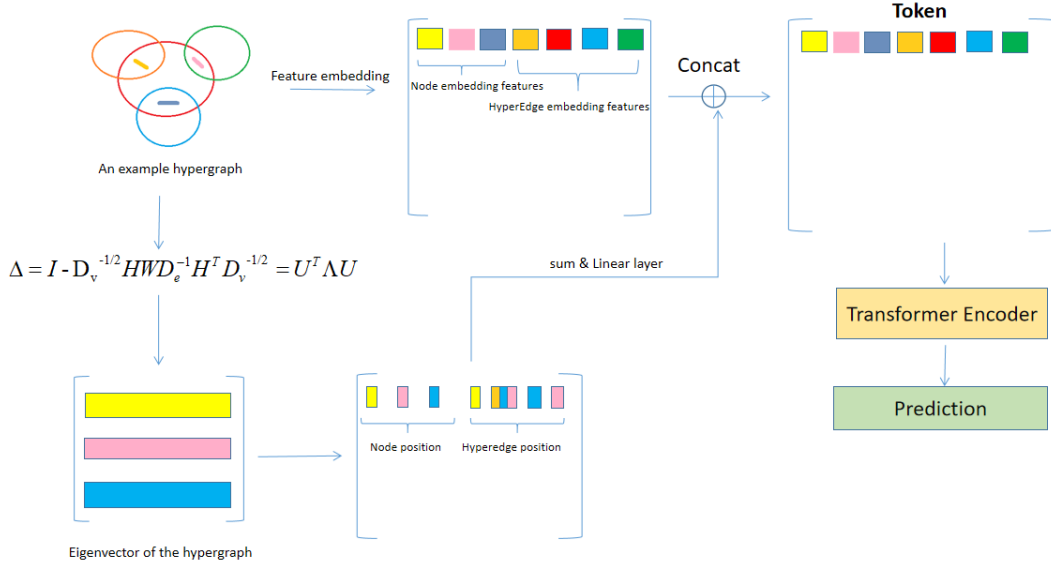 Token
Feature embedding
Node embedding features
HyperEdge embedding features
Concat
An example hypergraph
Δ = I - D_v^{-1/2} HWD_e^{-1} H^T D_v^{-1/2} = U^T Λ U
sum & Linear layer
Transformer Encoder
Prediction
Node position
Hyperedge position
Eigenvector of the hypergraph